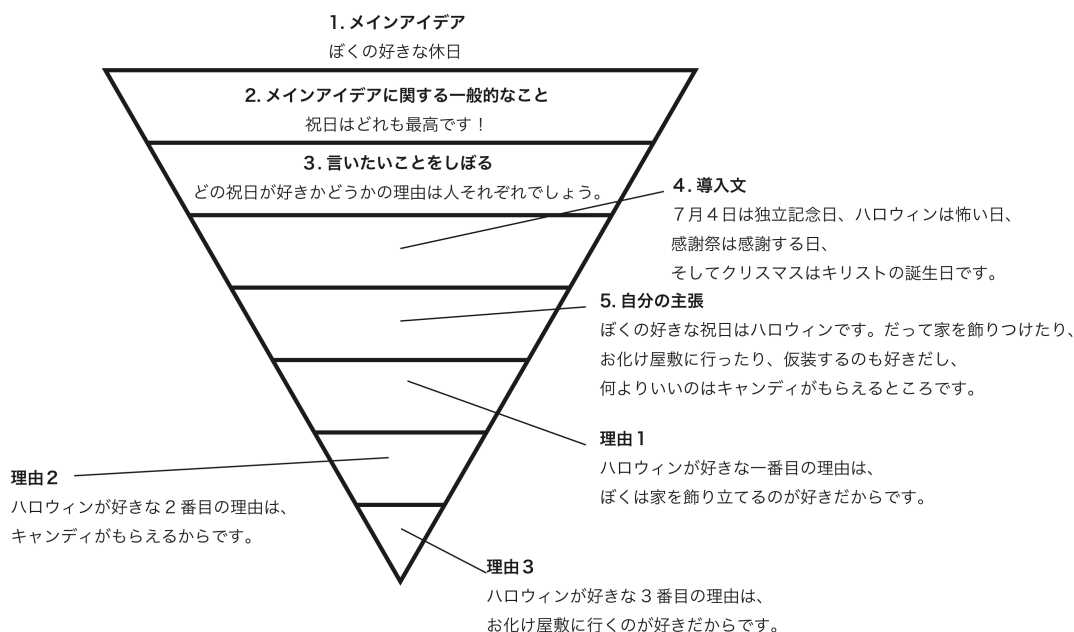 1. メインアイデア
ぼくの好きな休日
2. メインアイデアに関する一般的なこと
祝日はどれも最高です！
3. 言いたいことをしぼる
どの祝日が好きかどうかの理由は人それぞれでしょう。
4. 導入文
７月４日は独立記念日、ハロウィンは怖い日、
感謝祭は感謝する日、
そしてクリスマスはキリストの誕生日です。
5. 自分の主張
ぼくの好きな祝日はハロウィンです。だって家を飾りつけたり、
お化け屋敷に行ったり、仮装するのも好きだし、
何よりいいのはキャンディがもらえるところです。
理由１
ハロウィンが好きな一番目の理由は、
ぼくは家を飾り立てるのが好きだからです。
理由２
ハロウィンが好きな２番目の理由は、
キャンディがもらえるからです。
理由３
ハロウィンが好きな３番目の理由は、
お化け屋敷に行くのが好きだからです。